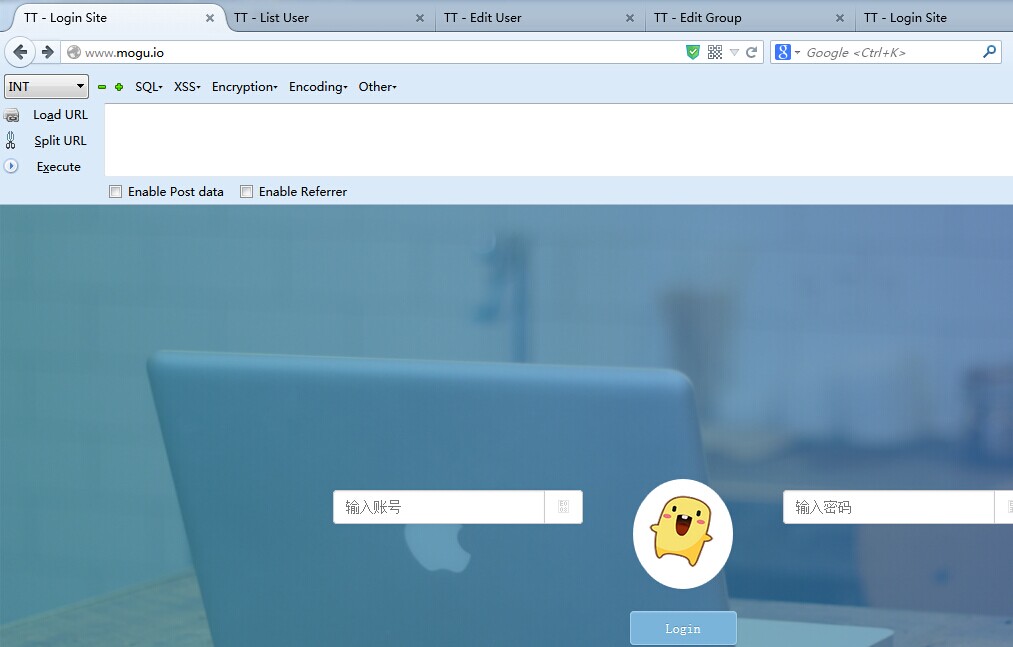 TT - Login Site TT - List User TT - Edit User TT - Edit Group TT - Login Site
www.mogu.io Google <Ctrl+K>
INT SQL XSS Encryption Encoding Other
Load URL
Split URL
Execute
Enable Post data Enable Referrer
输入账号 输入密码
Login